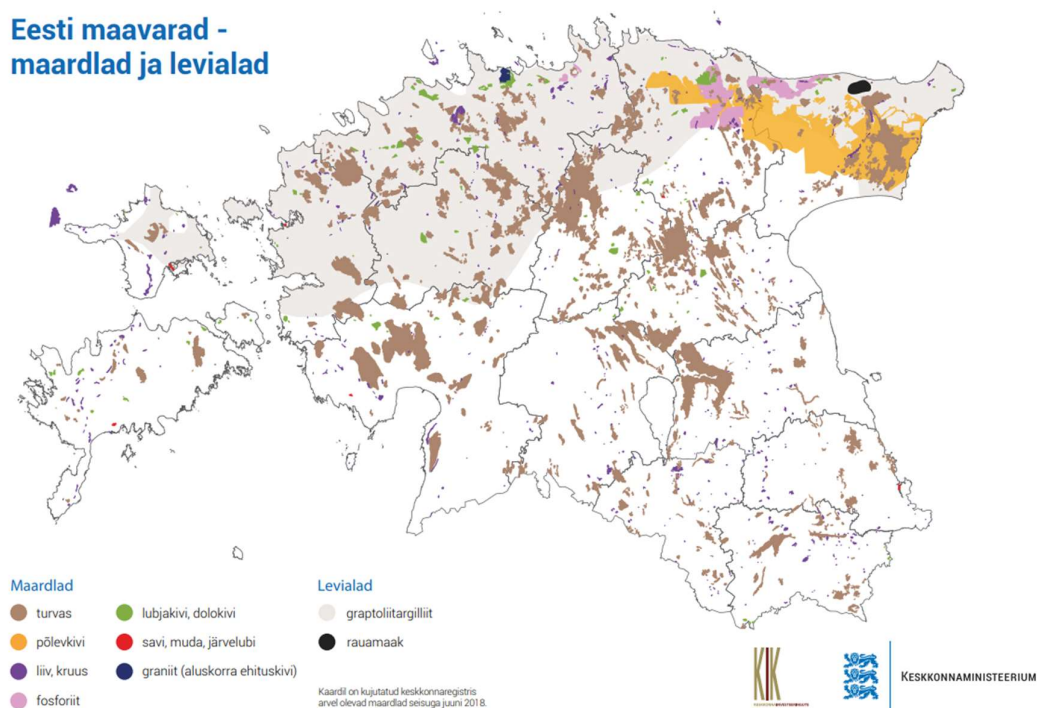 Eesti maavarad -
maardlad ja levialad
Maardlad
turvas
põlevkivi
liiv, kruus
fosforiit
lubjakivi, dolokivi
savi, muda, järvelubi
graniit (aluskorra ehituskivi)
Levialad
graptoliitargilliit
rauamaak
Kaardil on kujutatud keskkonnaregistris
arvel olevad maardlad seisuga juuni 2018.
KIK
KESKKONNAMINISTEERIUM